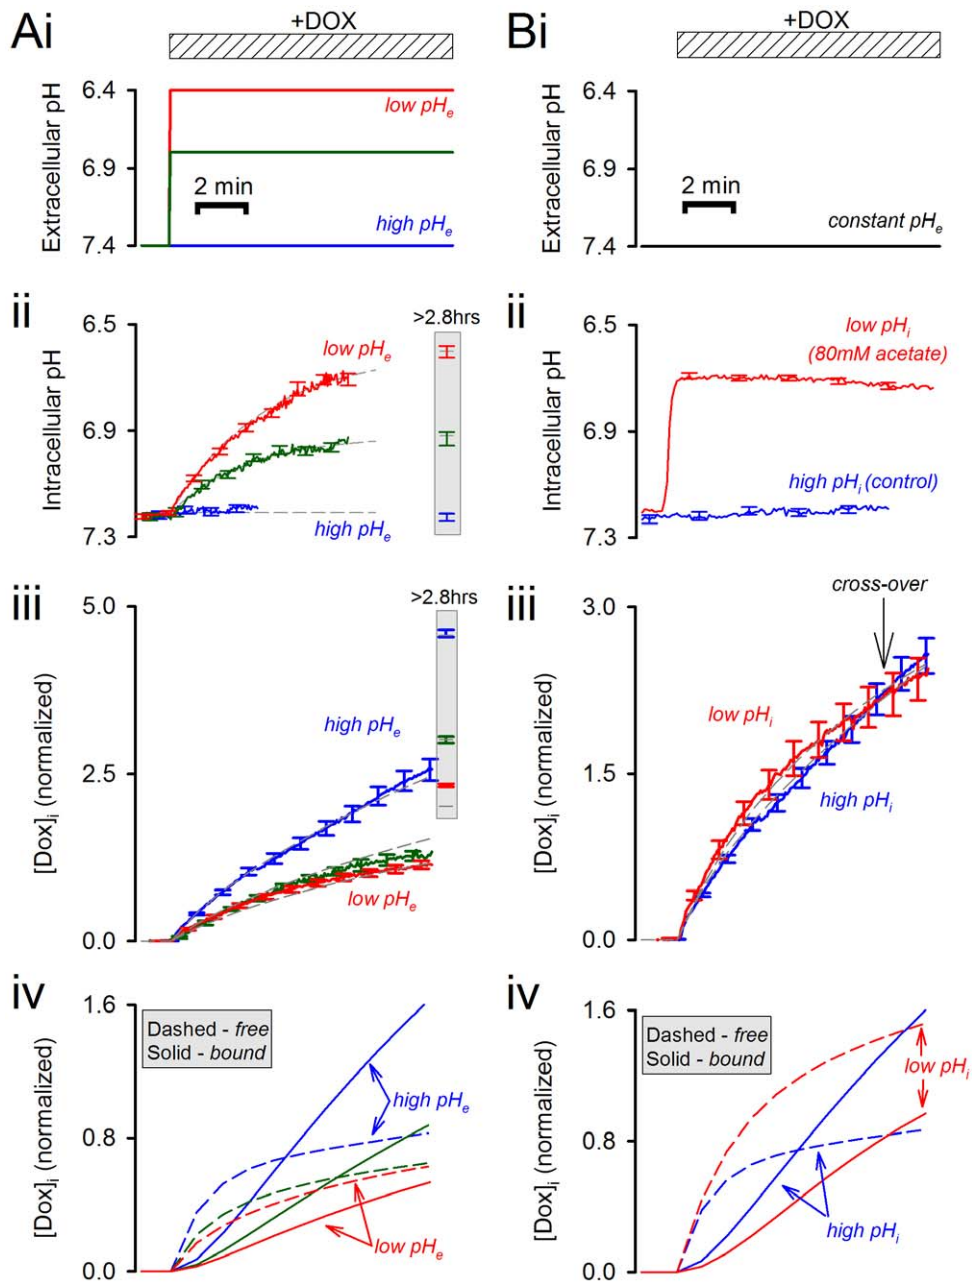 Ai
+DOX
Extracellular pH
6.4
6.9
7.4
low pHe
2 min
high pHe
Bi
+DOX
Extracellular pH
6.4
6.9
7.4
2 min
constant pHe
ii
Intracellular pH
6.5
6.9
7.3
>2.8hrs
low pHe
high pHe
ii
Intracellular pH
6.5
6.9
7.3
low pHi
(80mM acetate)
high pHi (control)
iii
[Dox]i (normalized)
5.0
2.5
0.0
>2.8hrs
high pHe
low pHe
iii
[Dox]i (normalized)
3.0
1.5
0.0
cross-over
low pHi
high pHi
iv
[Dox]i (normalized)
1.6
0.8
0.0
Dashed - free
Solid - bound
high pHe
low pHe
iv
[Dox]i (normalized)
1.6
0.8
0.0
Dashed - free
Solid - bound
low pHi
high pHi